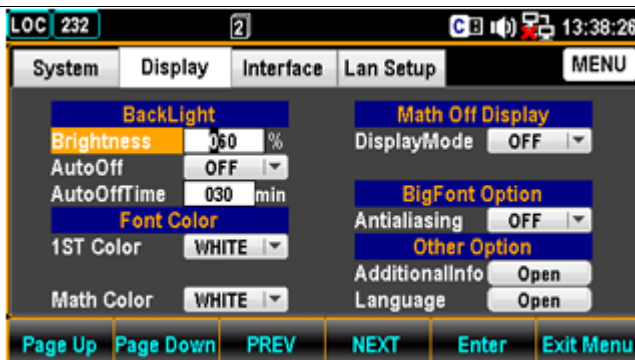 LOC 232 2 C 13:38:26
System Display Interface Lan Setup MENU
BackLight
Brightness 060 %
AutoOff OFF
AutoOffTime 030 min
Font Color
1ST Color WHITE
Math Color WHITE
Math Off Display
DisplayMode OFF
BigFont Option
Antialiasing OFF
Other Option
AdditionalInfo Open
Language Open
Page Up Page Down PREV NEXT Enter Exit Menu